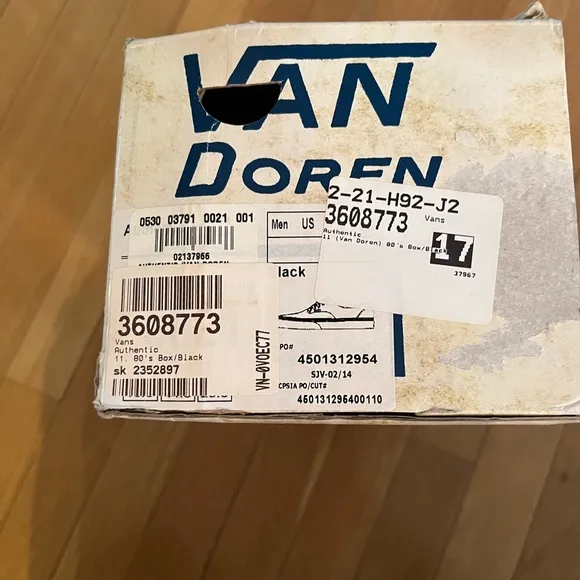 VAN
DOREN
2-21-H92-J2
3608773
Vans
Authentic
11 (Van Doren) 80's Box/Black
17
J7967
0530 03791 0021 001
Men US
02137966
lack
3608773
Vans
Authentic
11. 80's Box/Black
sk 2352897
VN-0VOEC77
PO#
4501312954
SJV-02/14
CPSIA PO/CUT#
450131295400110